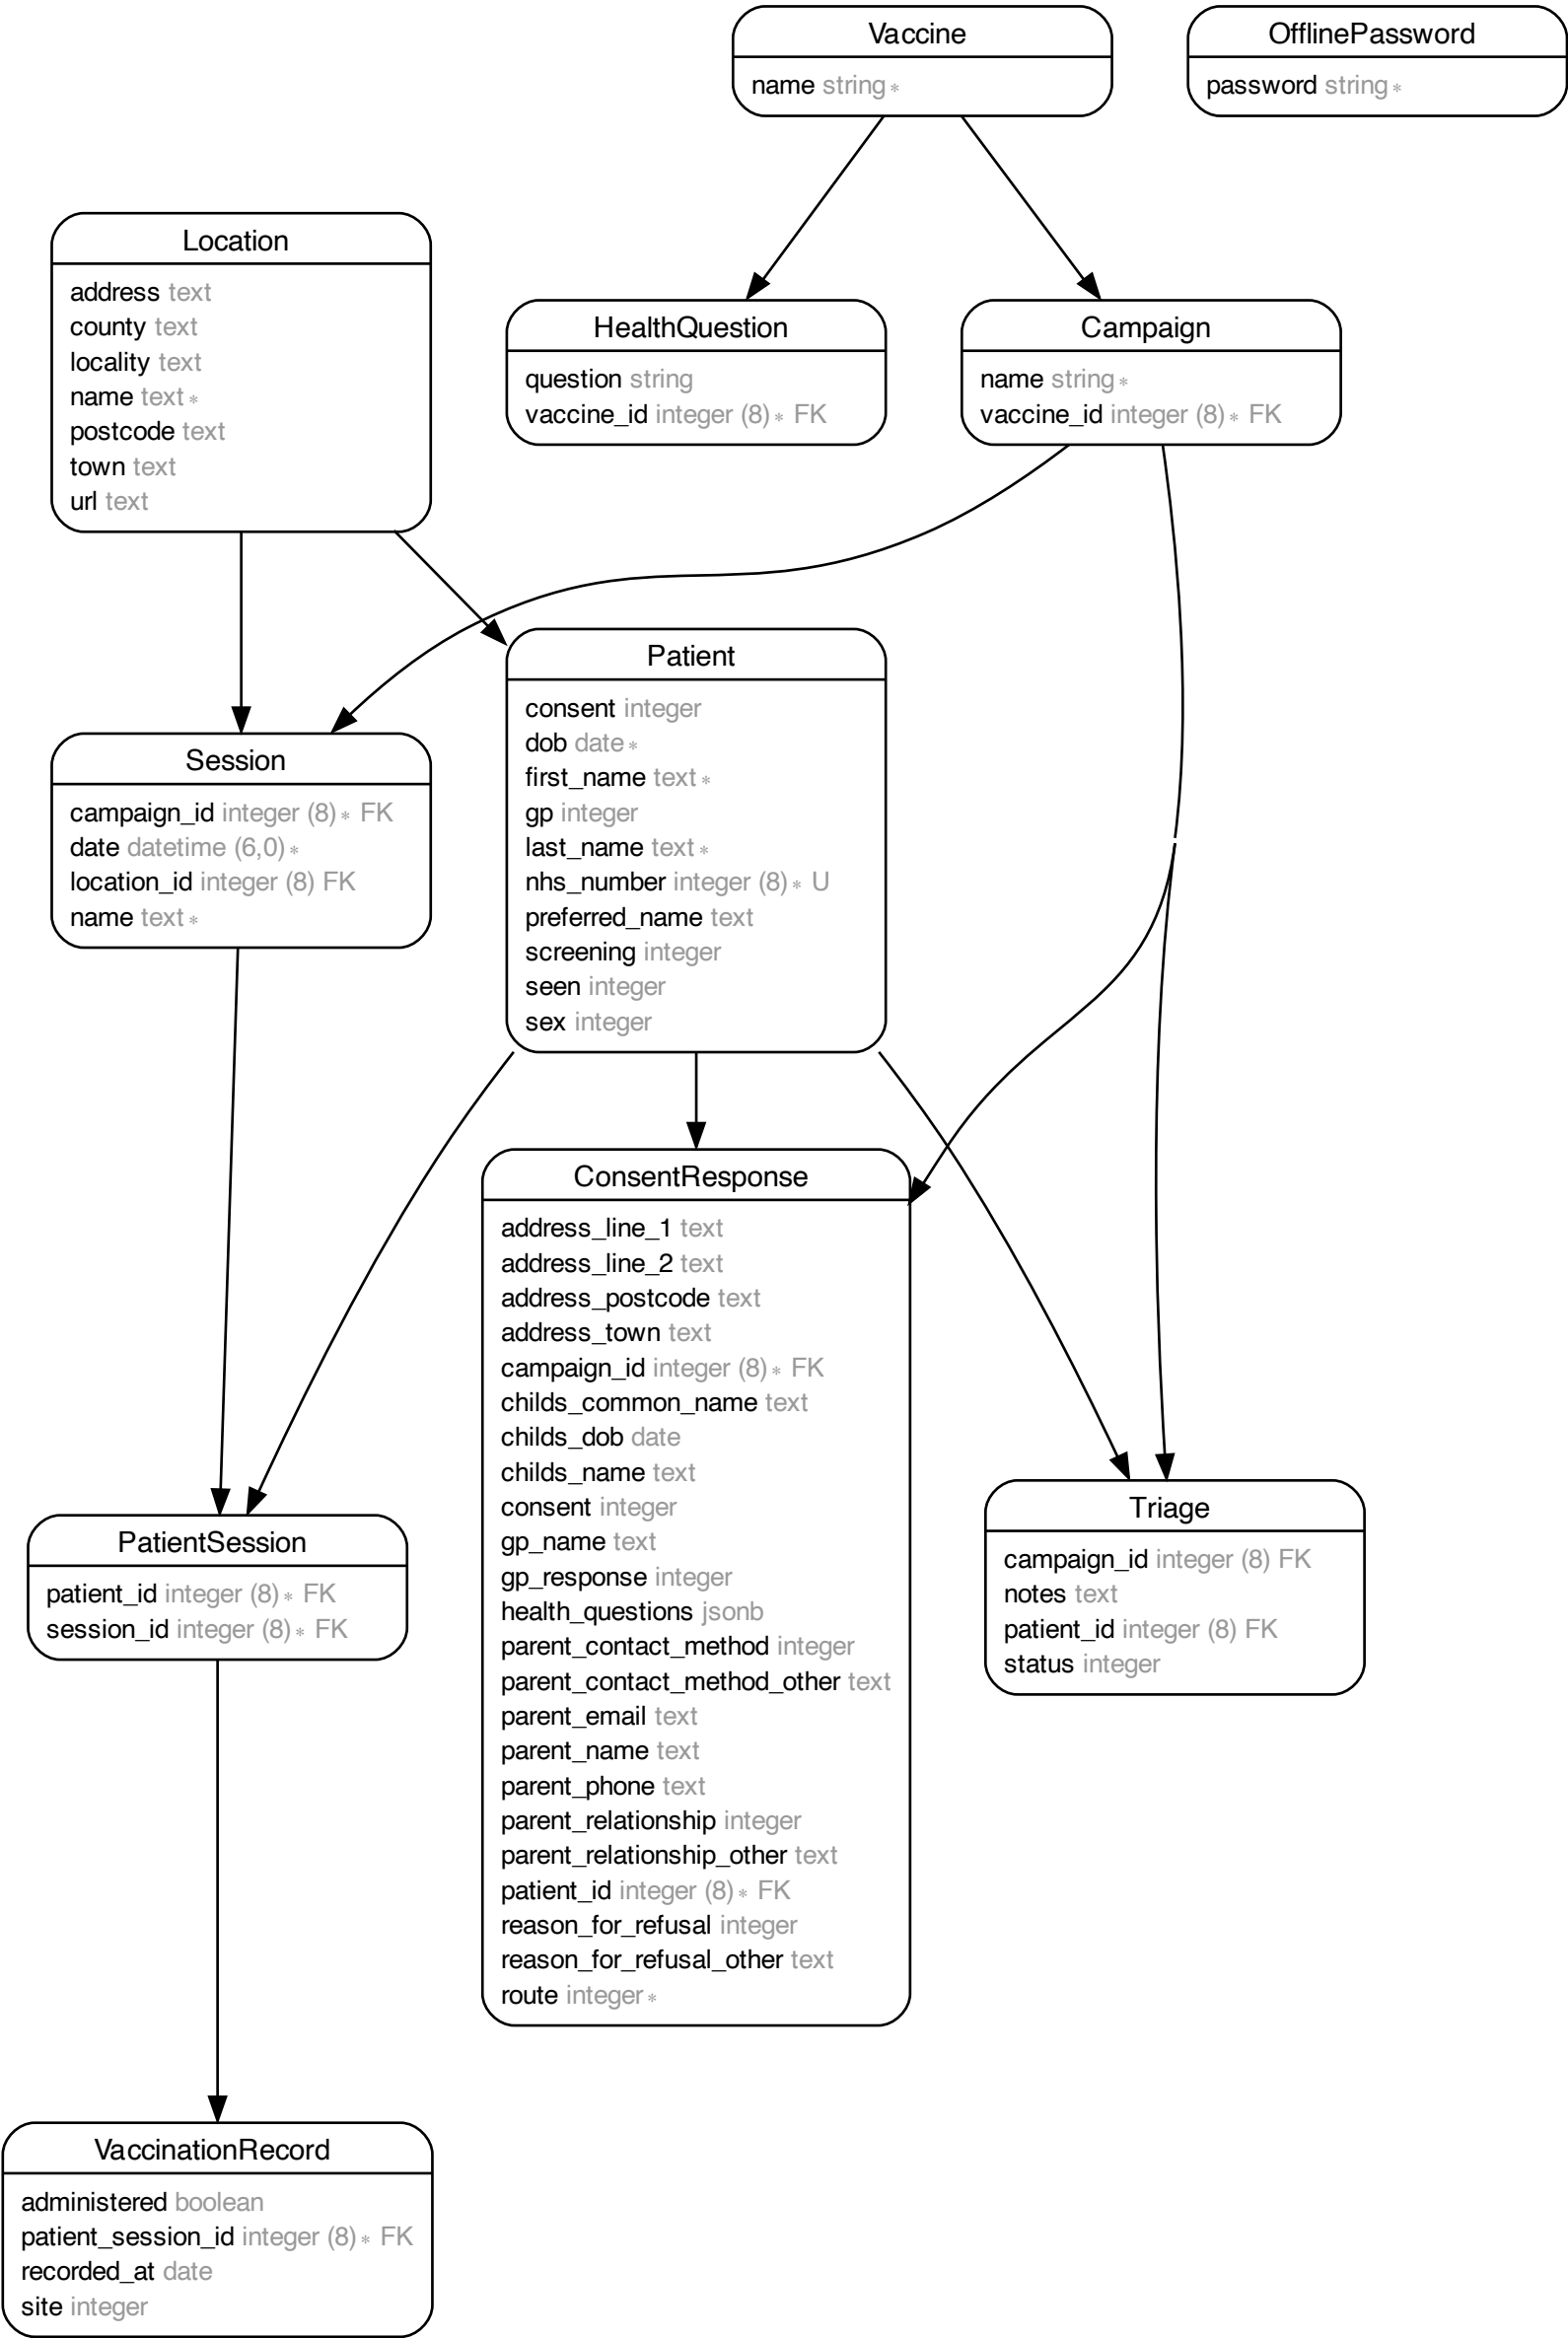 Vaccine
name string *
OfflinePassword
password string *
Location
address text
county text
locality text
name text *
postcode text
town text
url text
HealthQuestion
question string
vaccine_id integer (8) * FK
Campaign
name string *
vaccine_id integer (8) * FK
Patient
consent integer
dob date *
first_name text *
gp integer
last_name text *
nhs_number integer (8) * U
preferred_name text
screening integer
seen integer
sex integer
Session
campaign_id integer (8) * FK
date datetime (6,0) *
location_id integer (8) FK
name text *
ConsentResponse
address_line_1 text
address_line_2 text
address_postcode text
address_town text
campaign_id integer (8) * FK
childs_common_name text
childs_dob date
childs_name text
consent integer
gp_name text
gp_response integer
health_questions jsonb
parent_contact_method integer
parent_contact_method_other text
parent_email text
parent_name text
parent_phone text
parent_relationship integer
parent_relationship_other text
patient_id integer (8) * FK
reason_for_refusal integer
reason_for_refusal_other text
route integer *
Triage
campaign_id integer (8) FK
notes text
patient_id integer (8) FK
status integer
PatientSession
patient_id integer (8) * FK
session_id integer (8) * FK
VaccinationRecord
administered boolean
patient_session_id integer (8) * FK
recorded_at date
site integer